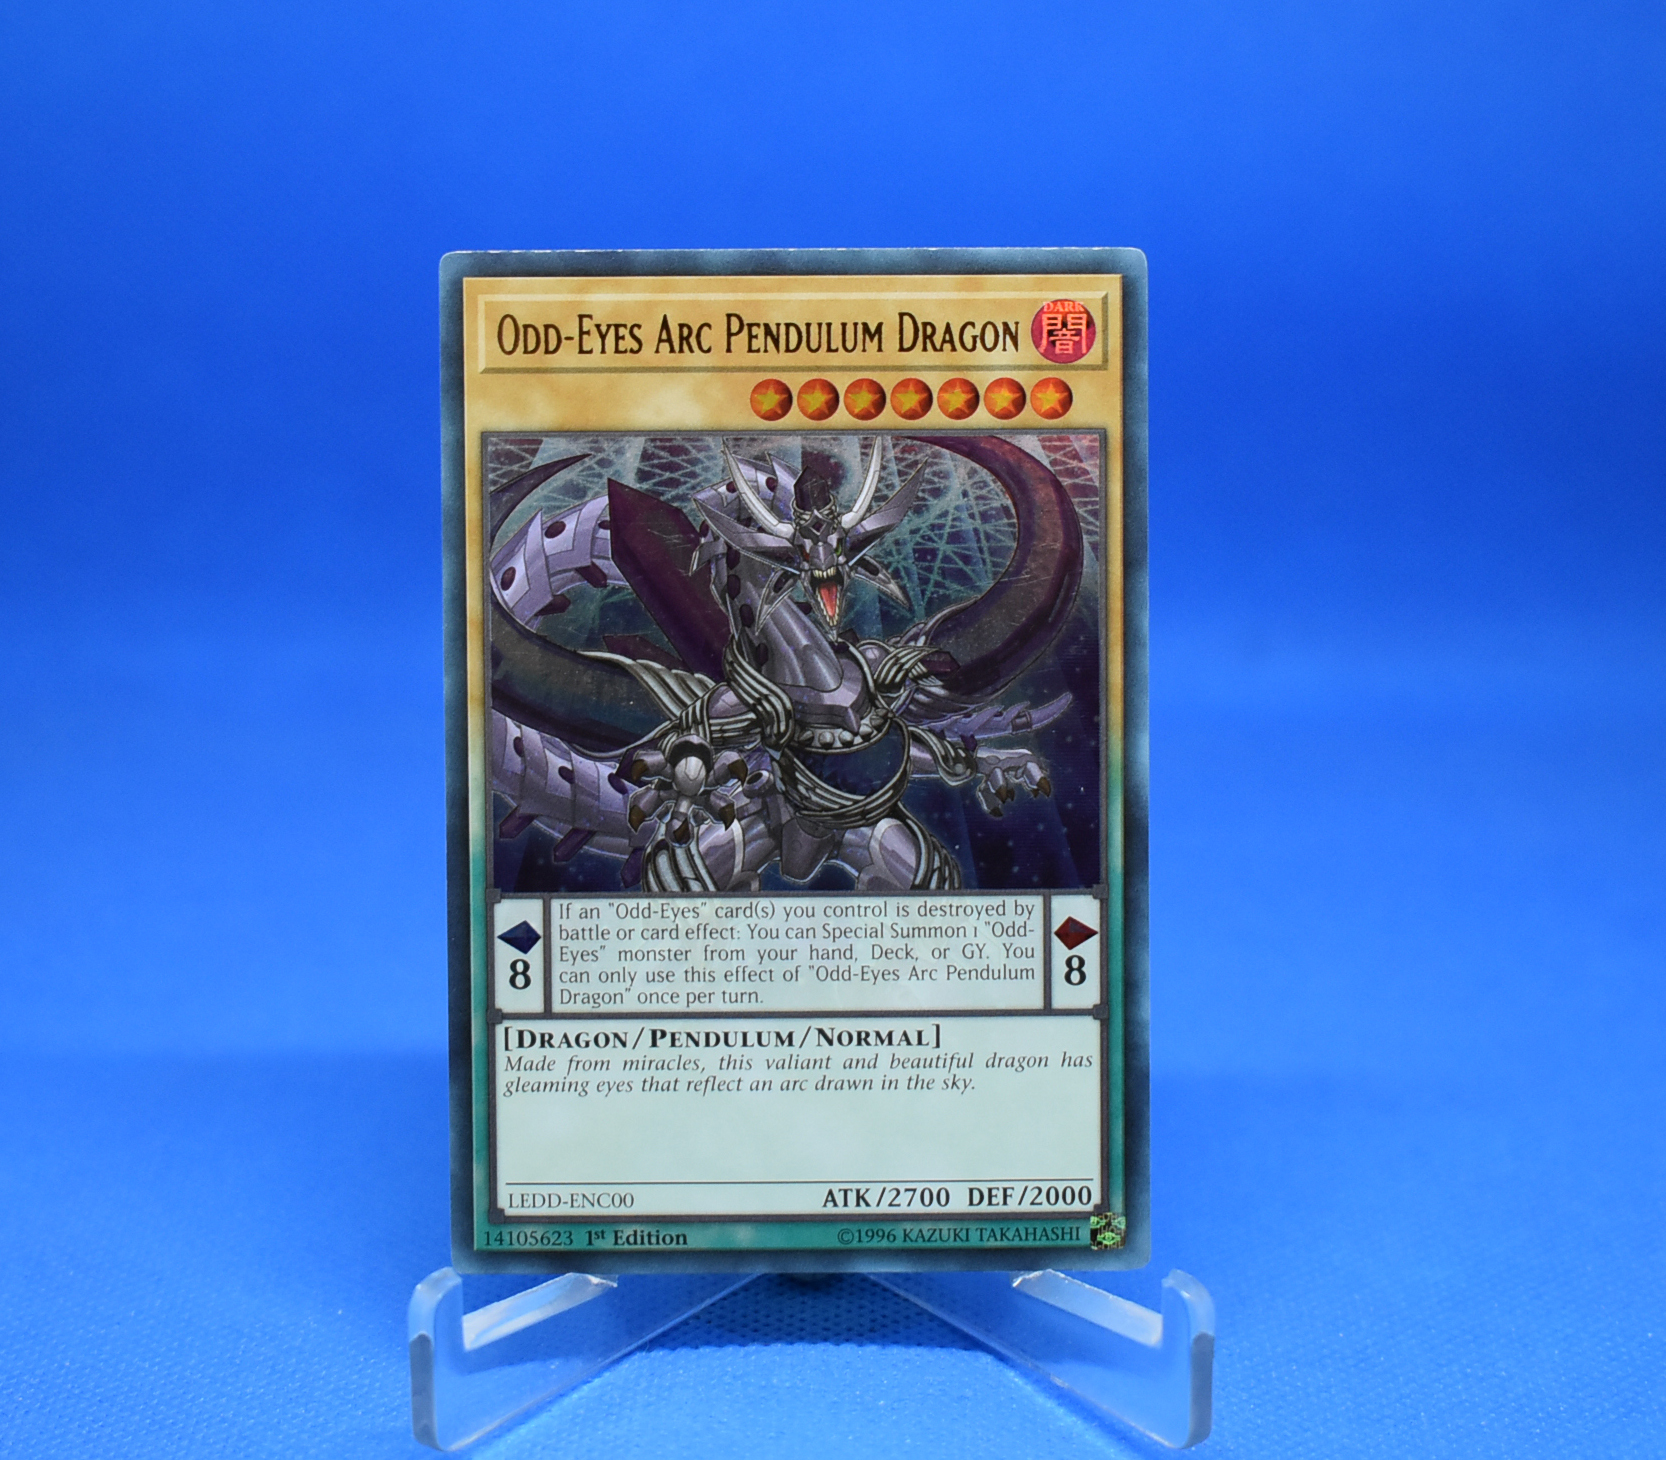 ODD-EYES ARC PENDULUM DRAGON
DARK
闇
If an "Odd-Eyes" card(s) you control is destroyed by
battle or card effect: You can Special Summon 1 "Odd-
Eyes" monster from your hand, Deck, or GY. You
can only use this effect of "Odd-Eyes Arc Pendulum
Dragon" once per turn.
8
8
[DRAGON/PENDULUM/NORMAL]
Made from miracles, this valiant and beautiful dragon has
gleaming eyes that reflect an arc drawn in the sky.
LEDD-ENC00
ATK/2700 DEF/2000
14105623 1st Edition
©1996 KAZUKI TAKAHASHI